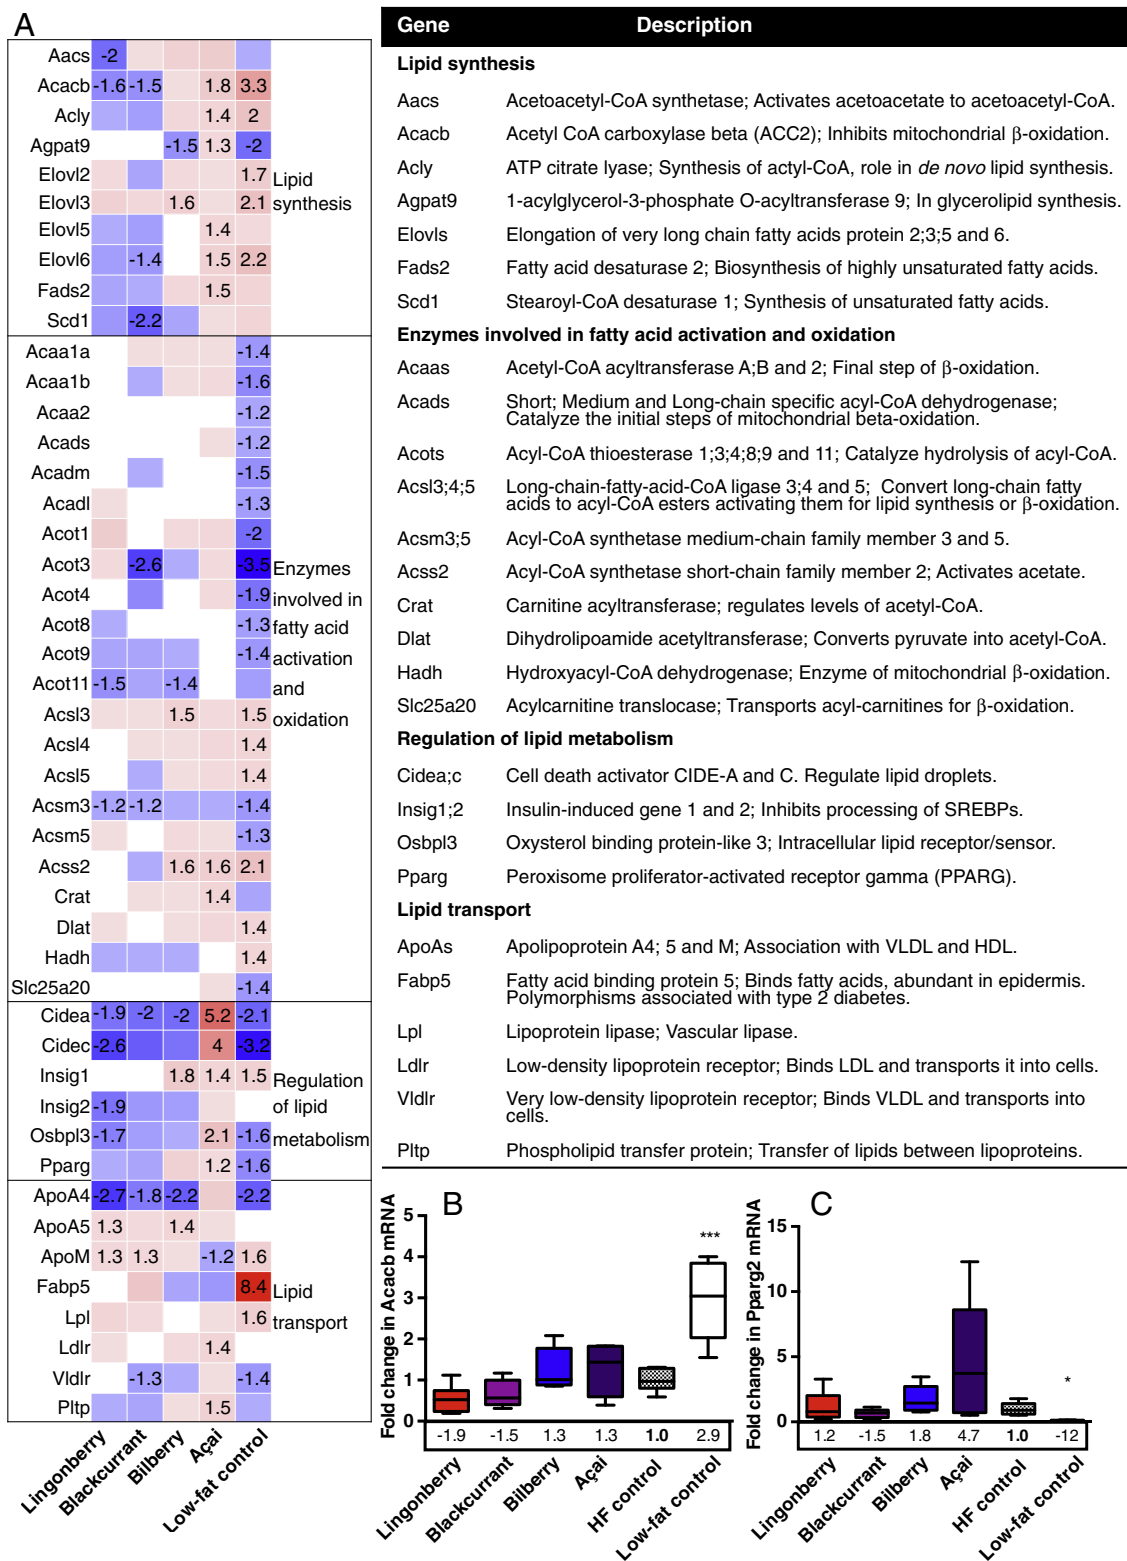 A
Aacs -2
Acacb -1.6 -1.5 1.8 3.3
Acly 1.4 2
Agpat9 -1.5 1.3 -2
Elovl2 1.7 Lipid
Elovl3 1.6 2.1 synthesis
Elovl5 1.4
Elovl6 -1.4 1.5 2.2
Fads2 1.5
Scd1 -2.2
Acaa1a -1.4
Acaa1b -1.6
Acaa2 -1.2
Acads -1.2
Acadm -1.5
Acadl -1.3
Acot1 -2
Acot3 -2.6 -3.5 Enzymes
Acot4 -1.9 involved in
Acot8 -1.3 fatty acid
Acot9 -1.4 activation
Acot11 -1.5 -1.4 and
Acsl3 1.5 1.5 oxidation
Acsl4 1.4
Acsl5 1.4
Acsm3 -1.2 -1.2 -1.4
Acsm5 -1.3
Acss2 1.6 1.6 2.1
Crat 1.4
Dlat 1.4
Hadh 1.4
Slc25a20 -1.4
Cidea -1.9 -2 -2 5.2 -2.1
Cidec -2.6 4 -3.2
Insig1 1.8 1.4 1.5 Regulation
Insig2 -1.9 of lipid
Osbpl3 -1.7 2.1 -1.6 metabolism
Pparg 1.2 -1.6
ApoA4 -2.7 -1.8 -2.2 -2.2
ApoA5 1.3 1.4
ApoM 1.3 1.3 -1.2 1.6
Fabp5 8.4 Lipid
Lpl 1.6 transport
Ldlr 1.4
Vldlr -1.3 -1.4
Pltp 1.5
Lingonberry Blackcurrant Bilberry Açai Low-fat control
Gene Description
Lipid synthesis
Aacs Acetoacetyl-CoA synthetase; Activates acetoacetate to acetoacetyl-CoA.
Acacb Acetyl CoA carboxylase beta (ACC2); Inhibits mitochondrial β-oxidation.
Acly ATP citrate lyase; Synthesis of actyl-CoA, role in de novo lipid synthesis.
Agpat9 1-acylglycerol-3-phosphate O-acyltransferase 9; In glycerolipid synthesis.
Elovls Elongation of very long chain fatty acids protein 2;3;5 and 6.
Fads2 Fatty acid desaturase 2; Biosynthesis of highly unsaturated fatty acids.
Scd1 Stearoyl-CoA desaturase 1; Synthesis of unsaturated fatty acids.
Enzymes involved in fatty acid activation and oxidation
Acaas Acetyl-CoA acyltransferase A;B and 2; Final step of β-oxidation.
Acads Short; Medium and Long-chain specific acyl-CoA dehydrogenase;
Catalyze the initial steps of mitochondrial beta-oxidation.
Acots Acyl-CoA thioesterase 1;3;4;8;9 and 11; Catalyze hydrolysis of acyl-CoA.
Acsl3;4;5 Long-chain-fatty-acid-CoA ligase 3;4 and 5; Convert long-chain fatty
acids to acyl-CoA esters activating them for lipid synthesis or β-oxidation.
Acsm3;5 Acyl-CoA synthetase medium-chain family member 3 and 5.
Acss2 Acyl-CoA synthetase short-chain family member 2; Activates acetate.
Crat Carnitine acyltransferase; regulates levels of acetyl-CoA.
Dlat Dihydrolipoamide acetyltransferase; Converts pyruvate into acetyl-CoA.
Hadh Hydroxyacyl-CoA dehydrogenase; Enzyme of mitochondrial β-oxidation.
Slc25a20 Acylcarnitine translocase; Transports acyl-carnitines for β-oxidation.
Regulation of lipid metabolism
Cidea;c Cell death activator CIDE-A and C. Regulate lipid droplets.
Insig1;2 Insulin-induced gene 1 and 2; Inhibits processing of SREBPs.
Osbpl3 Oxysterol binding protein-like 3; Intracellular lipid receptor/sensor.
Pparg Peroxisome proliferator-activated receptor gamma (PPARG).
Lipid transport
ApoAs Apolipoprotein A4; 5 and M; Association with VLDL and HDL.
Fabp5 Fatty acid binding protein 5; Binds fatty acids, abundant in epidermis.
Polymorphisms associated with type 2 diabetes.
Lpl Lipoprotein lipase; Vascular lipase.
Ldlr Low-density lipoprotein receptor; Binds LDL and transports it into cells.
Vldlr Very low-density lipoprotein receptor; Binds VLDL and transports into
cells.
Pltp Phospholipid transfer protein; Transfer of lipids between lipoproteins.
B
Fold change in Acacb mRNA
5
4
3
2
1
0
***
-1.9 -1.5 1.3 1.3 1.0 2.9
Lingonberry Blackcurrant Bilberry Açai HF control Low-fat control
C
Fold change in Pparg2 mRNA
15
10
5
0
*
1.2 -1.5 1.8 4.7 1.0 -12
Lingonberry Blackcurrant Bilberry Açai HF control Low-fat control